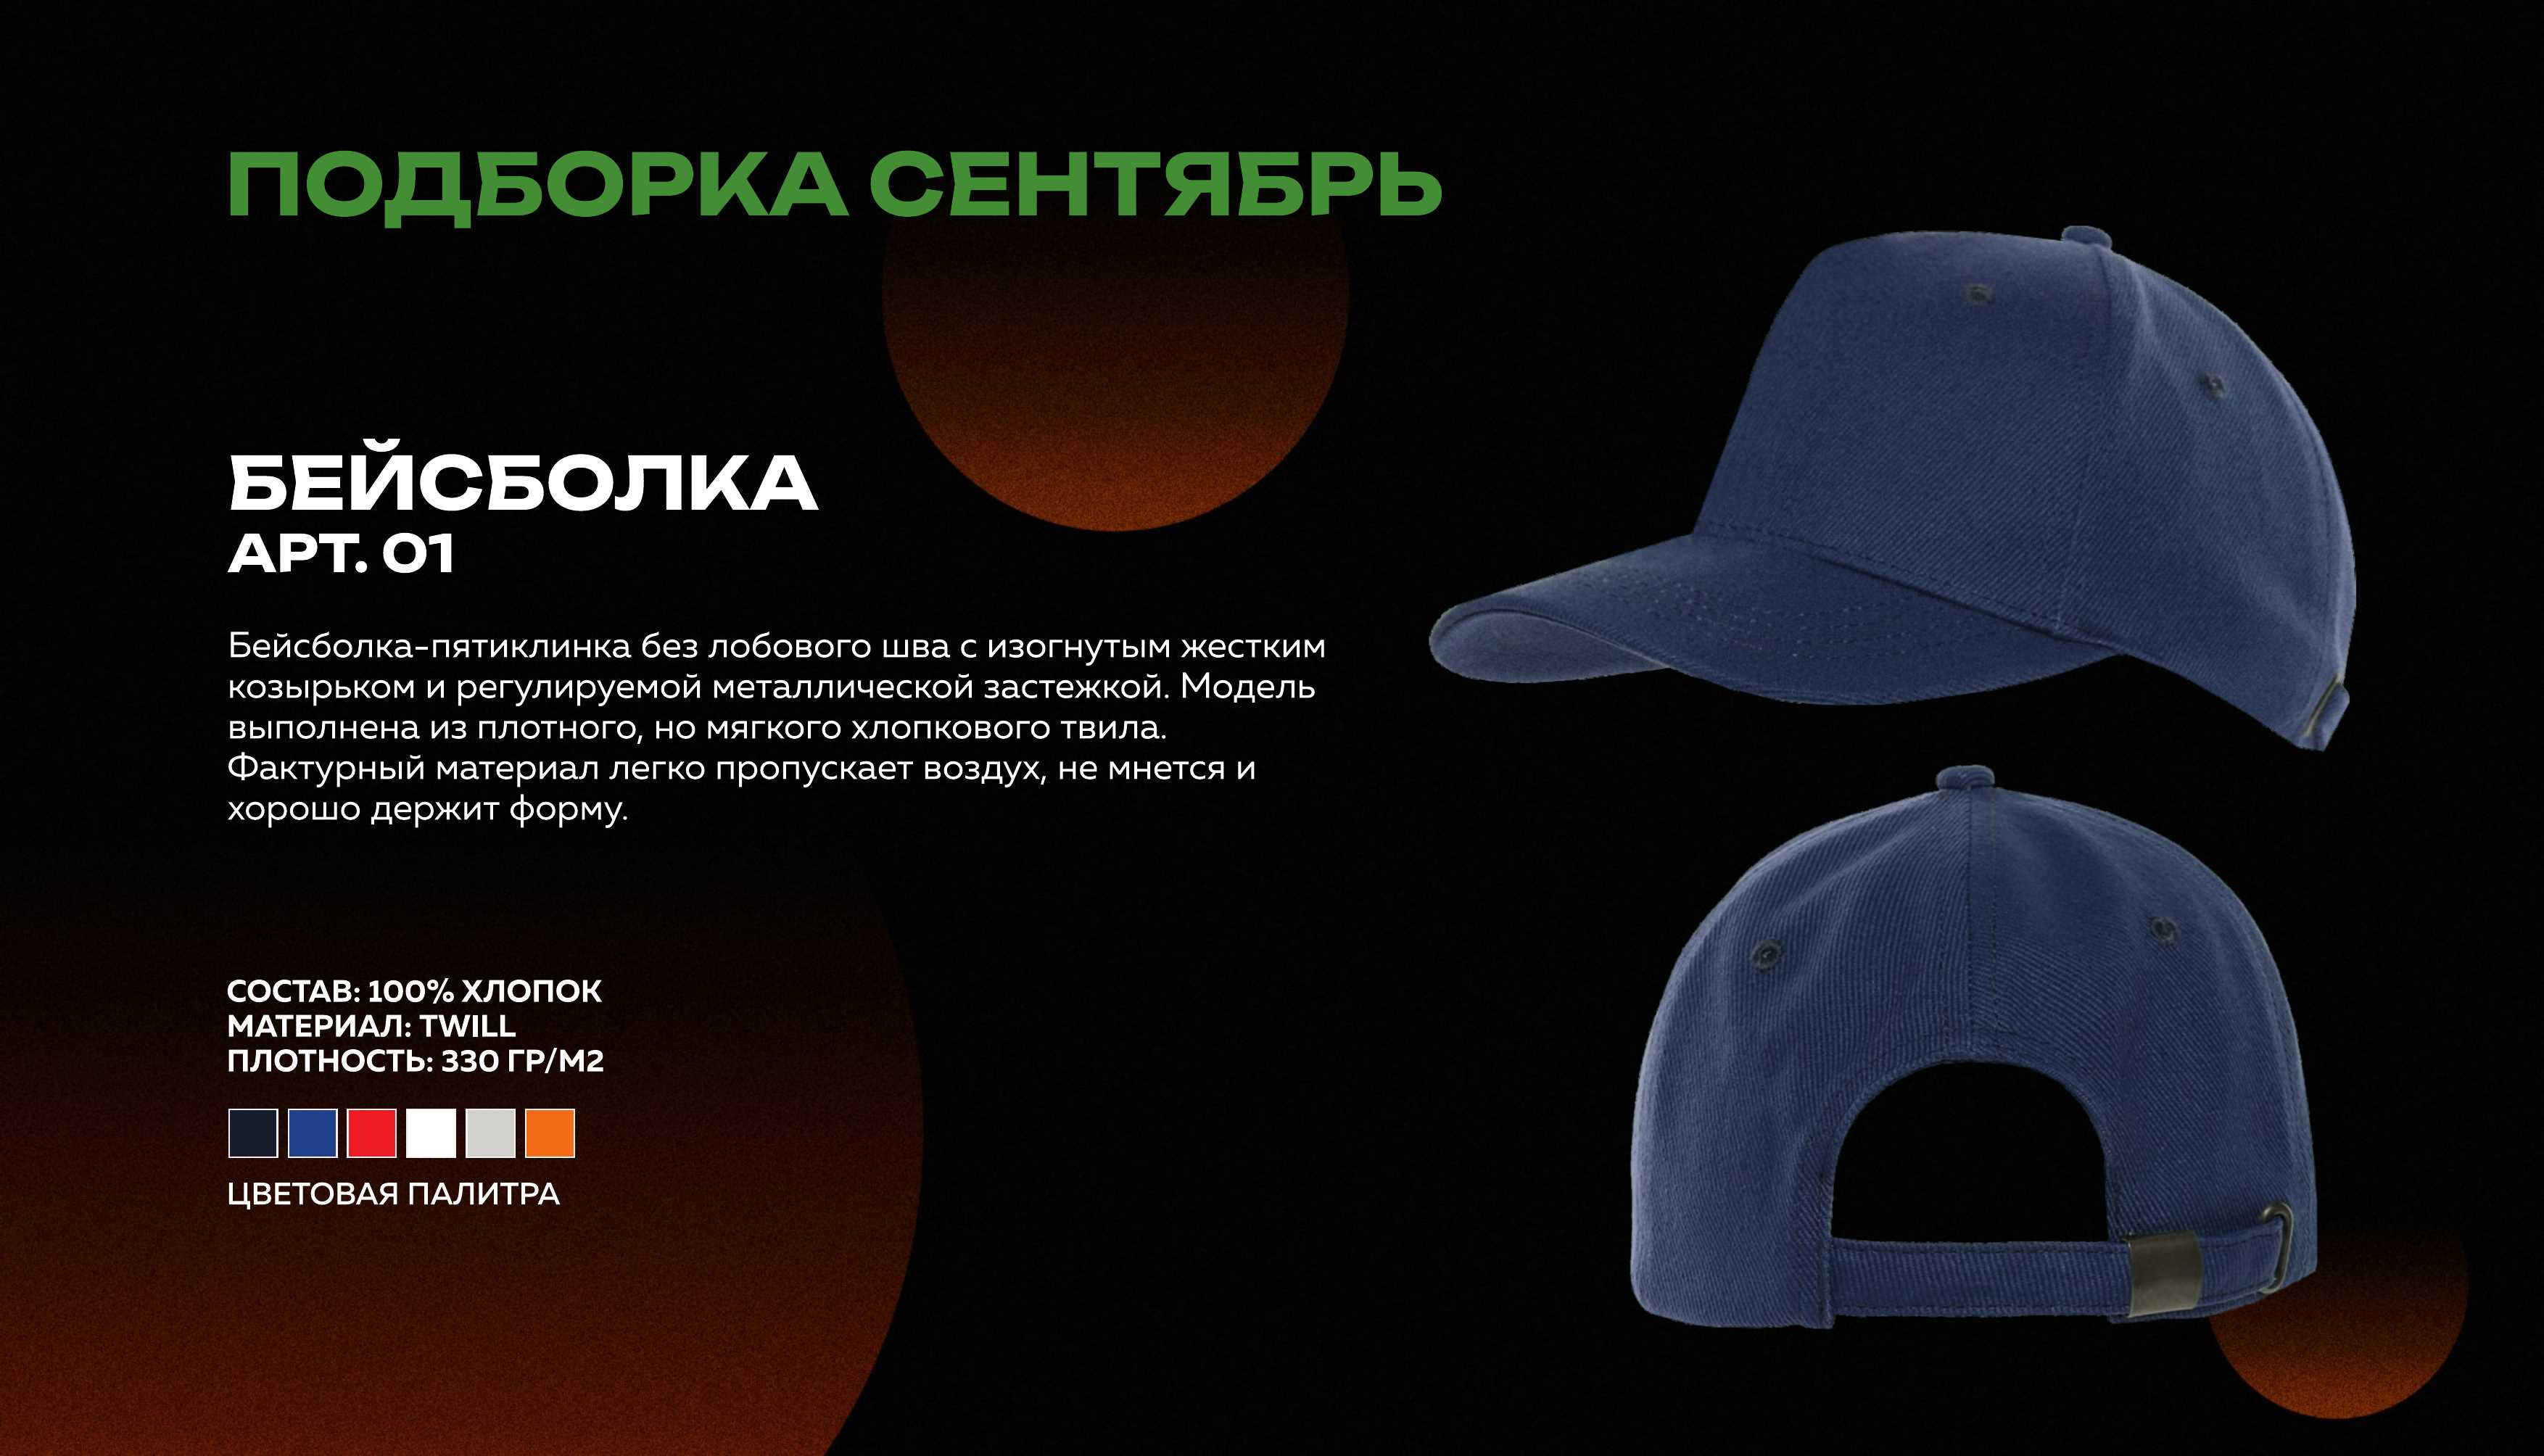 ПОДБОРКА СЕНТЯБРЬ
БЕЙСБОЛКА
АРТ. 01
Бейсболка-пятиклинка без лобового шва с изогнутым жестким
козырьком и регулируемой металлической застежкой. Модель
выполнена из плотного, но мягкого хлопкового твила.
Фактурный материал легко пропускает воздух, не мнется и
хорошо держит форму.
СОСТАВ: 100% ХЛОПОК
МАТЕРИАЛ: TWILL
ПЛОТНОСТЬ: 330 ГР/М2
ЦВЕТОВАЯ ПАЛИТРА